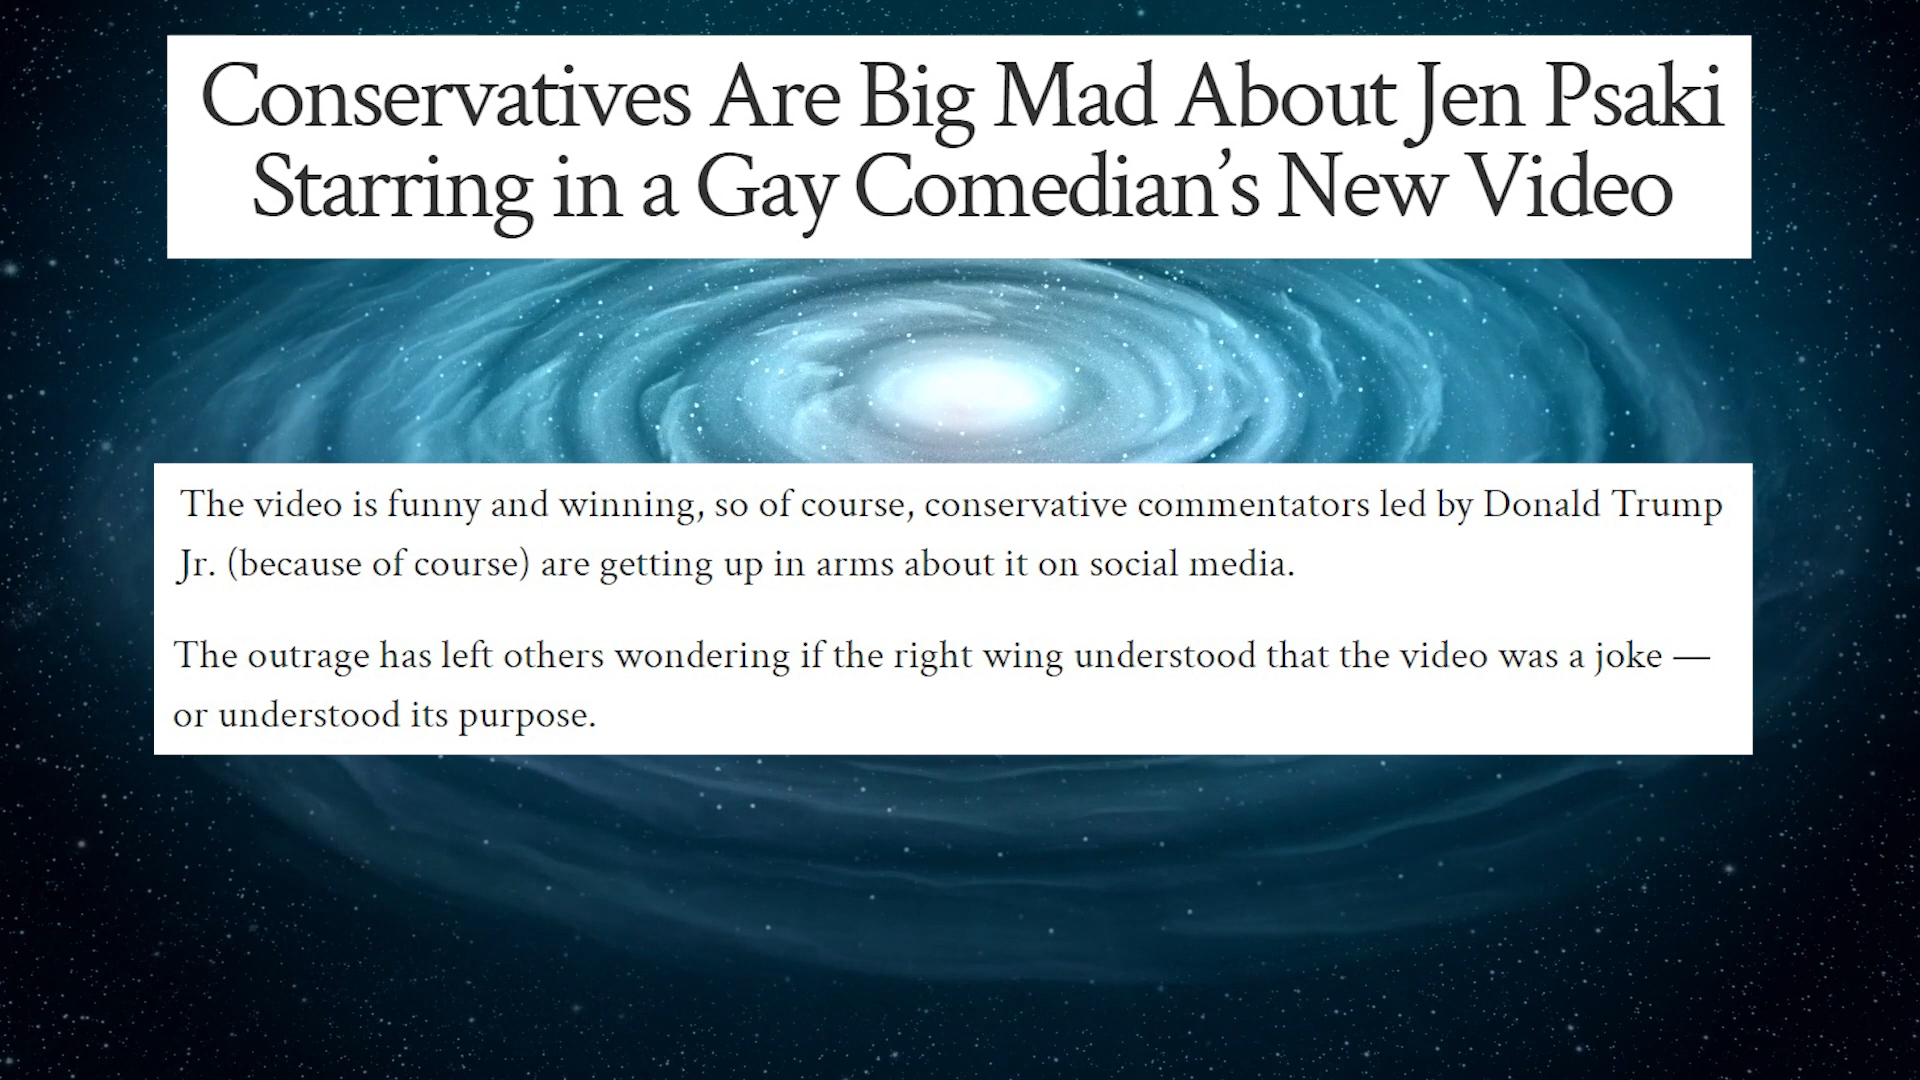 Conservatives Are Big Mad About Jen Psaki
Starring in a Gay Comedian’s New Video
The video is funny and winning, so of course, conservative commentators led by Donald Trump
Jr. (because of course) are getting up in arms about it on social media.
The outrage has left others wondering if the right wing understood that the video was a joke —
or understood its purpose.